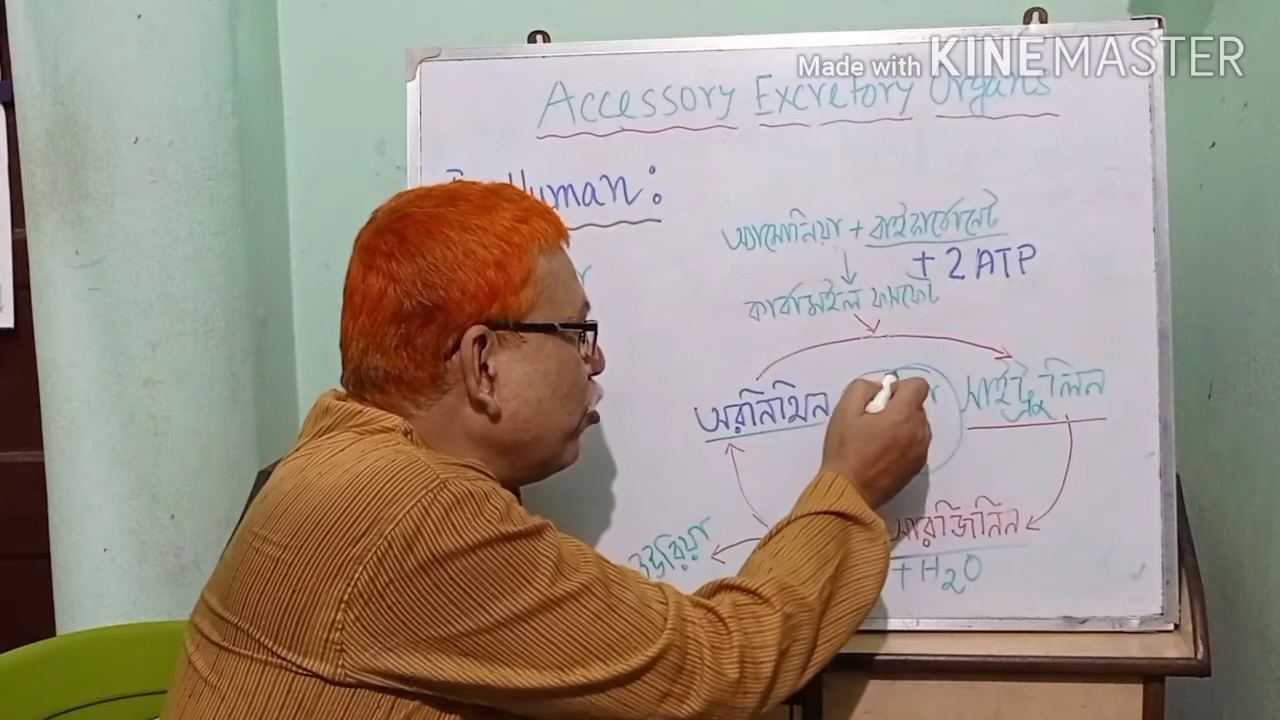 Made with KINEMASTER
Accessory Excretory Organs
Human:
অ্যামোনিয়া + বাইকার্বোনেট
+ 2 ATP
কার্বামাইল ফসফেট
অরনিথিন
সাইট্রুলিন
আরজিনিন
+ H₂O
ইউরিয়া